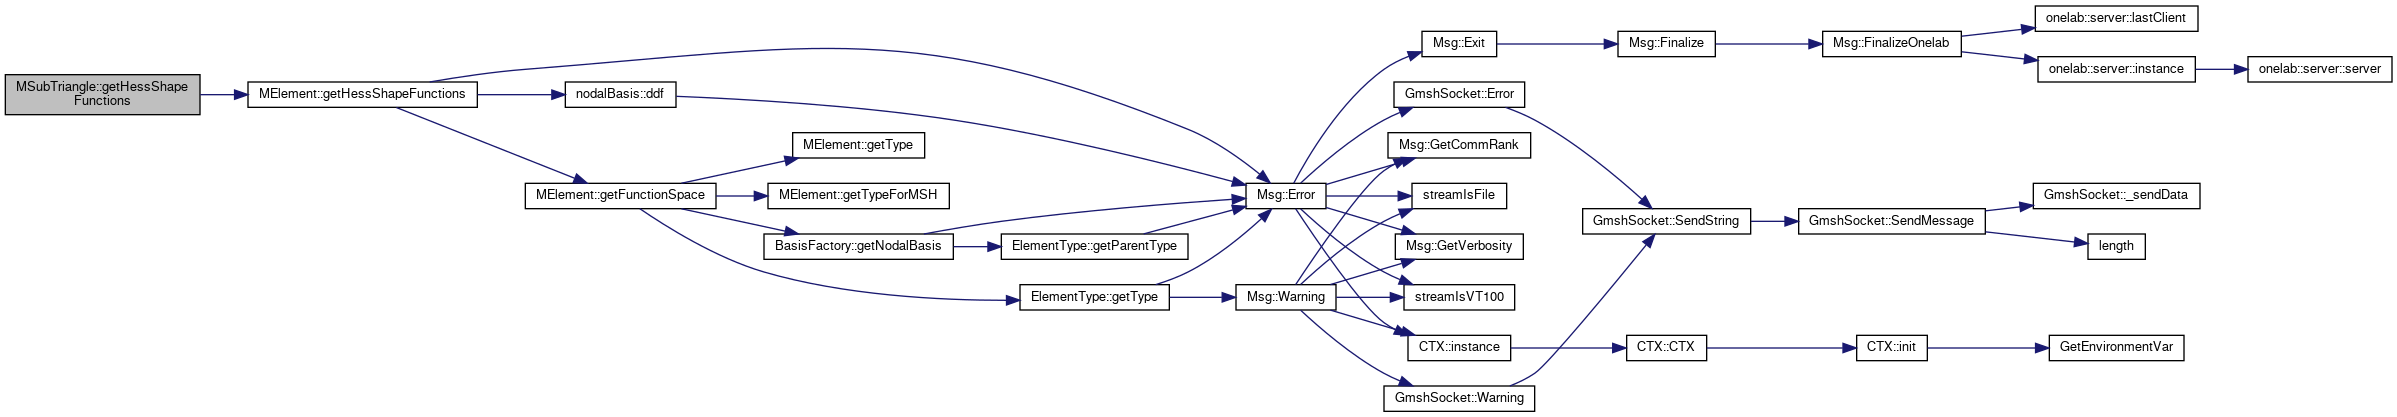 MSubTriangle::getHessShape
Functions
MElement::getHessShapeFunctions
nodalBasis::ddf
MElement::getFunctionSpace
MElement::getType
MElement::getTypeForMSH
BasisFactory::getNodalBasis
ElementType::getParentType
ElementType::getType
Msg::Error
Msg::Warning
Msg::Exit
GmshSocket::Error
Msg::GetCommRank
streamIsFile
Msg::GetVerbosity
streamIsVT100
CTX::instance
GmshSocket::Warning
Msg::Finalize
GmshSocket::SendString
CTX::CTX
Msg::FinalizeOnelab
GmshSocket::SendMessage
CTX::init
onelab::server::lastClient
onelab::server::instance
GmshSocket::_sendData
length
GetEnvironmentVar
onelab::server::server